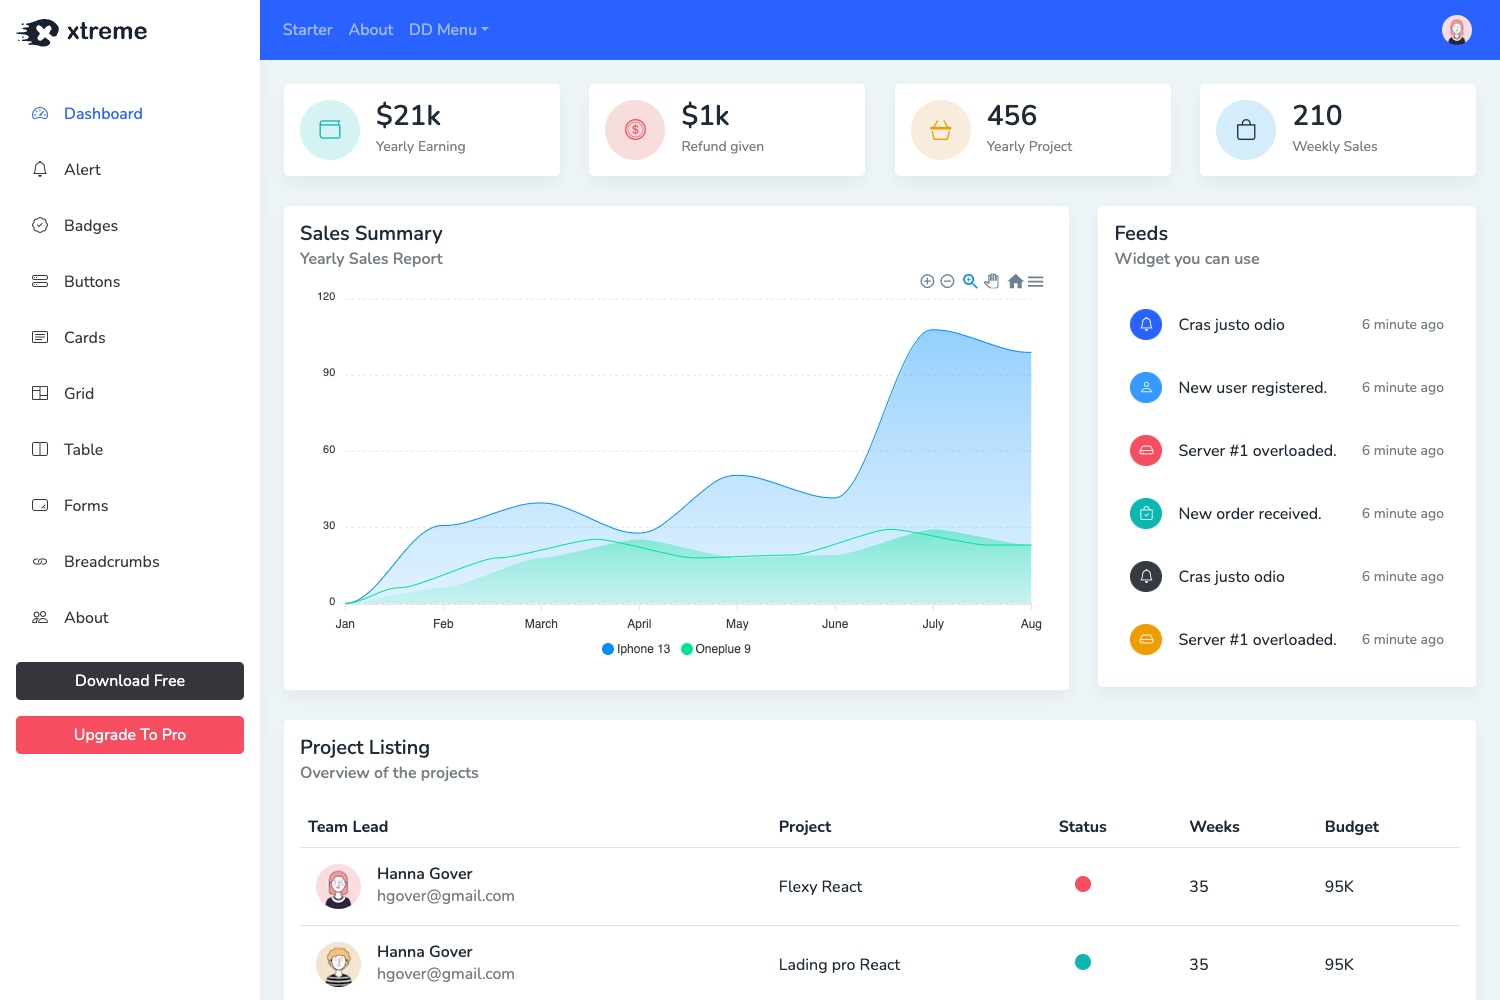 xtreme
Starter About DD Menu
Dashboard
Alert
Badges
Buttons
Cards
Grid
Table
Forms
Breadcrumbs
About
Download Free
Upgrade To Pro
$21k
Yearly Earning
$1k
Refund given
456
Yearly Project
210
Weekly Sales
Sales Summary
Yearly Sales Report
120
90
60
30
0
Jan Feb March April May June July Aug
Iphone 13 Oneplue 9
Feeds
Widget you can use
Cras justo odio 6 minute ago
New user registered. 6 minute ago
Server #1 overloaded. 6 minute ago
New order received. 6 minute ago
Cras justo odio 6 minute ago
Server #1 overloaded. 6 minute ago
Project Listing
Overview of the projects
Team Lead Project Status Weeks Budget
Hanna Gover
hgover@gmail.com
Flexy React 35 95K
Hanna Gover
hgover@gmail.com
Lading pro React 35 95K